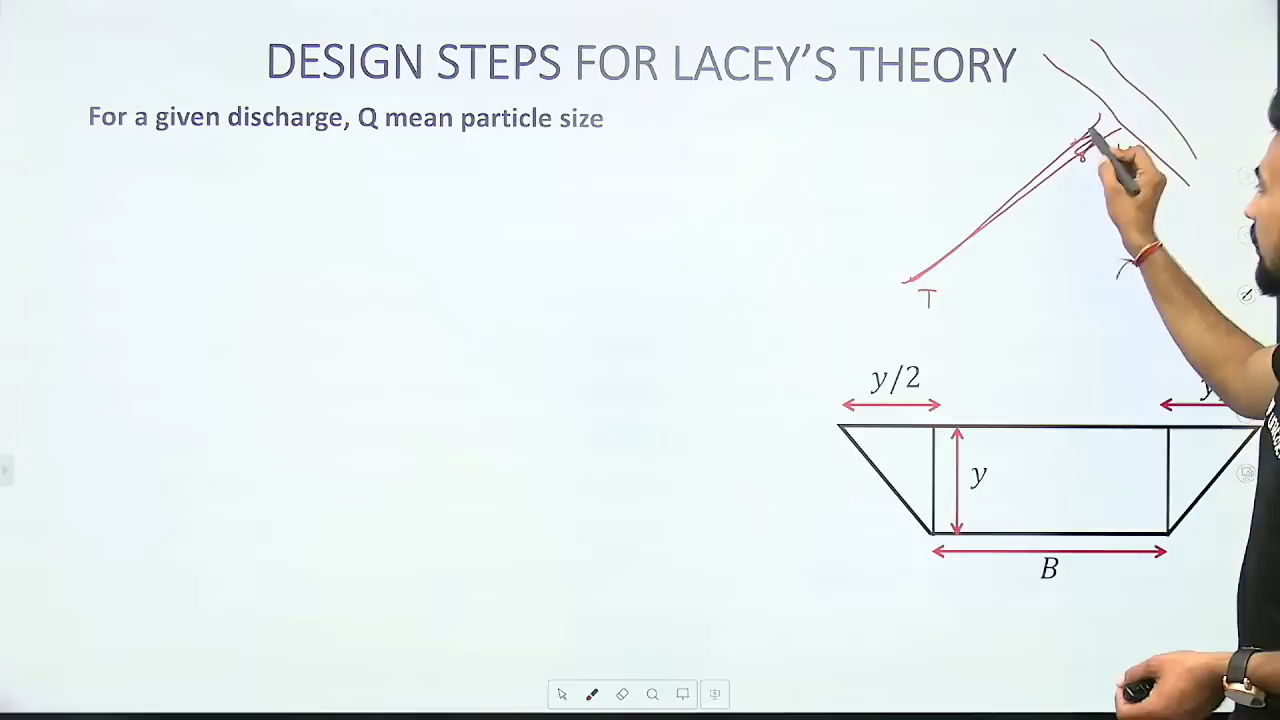 DESIGN STEPS FOR LACEY'S THEORY
For a given discharge, Q mean particle size
T
y/2
y
B